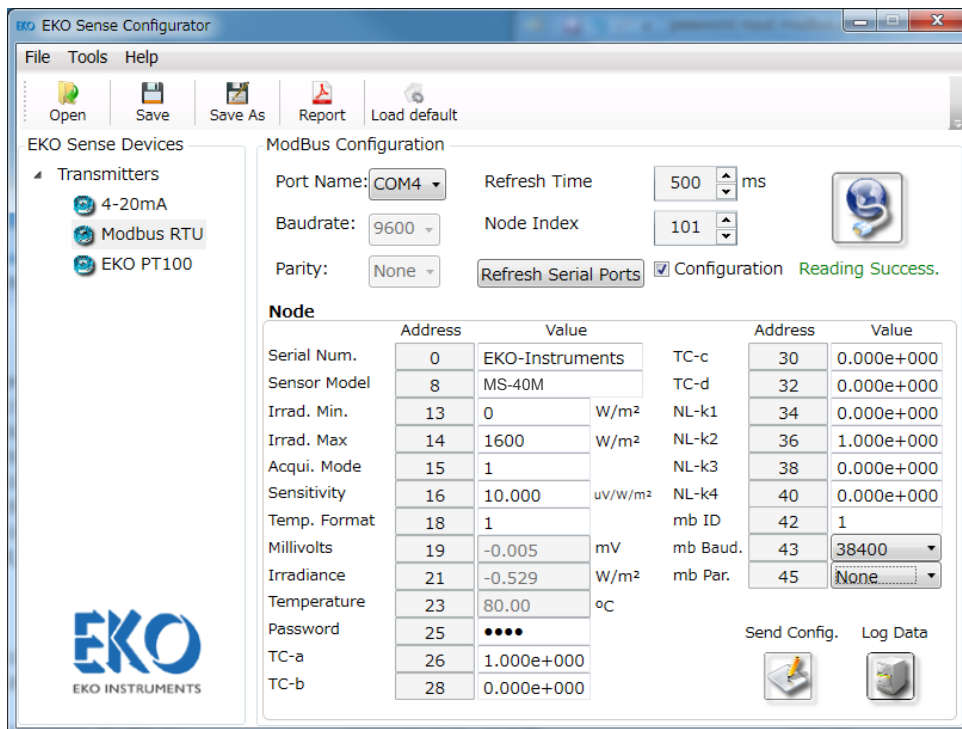 EKO EKO Sense Configurator
File Tools Help
Open Save Save As Report Load default
EKO Sense Devices
Transmitters
4-20mA
Modbus RTU
EKO PT100
EKO
EKO INSTRUMENTS
ModBus Configuration
Port Name: COM4 Refresh Time 500 ms
Baudrate: 9600 Node Index 101
Parity: None Refresh Serial Ports Configuration Reading Success.
Node
Address Value Address Value
Serial Num. 0 EKO-Instruments TC-c 30 0.000e+000
Sensor Model 8 MS-40M TC-d 32 0.000e+000
Irrad. Min. 13 0 W/m² NL-k1 34 0.000e+000
Irrad. Max 14 1600 W/m² NL-k2 36 1.000e+000
Acqui. Mode 15 1 NL-k3 38 0.000e+000
Sensitivity 16 10.000 uV/W/m² NL-k4 40 0.000e+000
Temp. Format 18 1 mb ID 42 1
Millivolts 19 -0.005 mV mb Baud. 43 38400
Irradiance 21 -0.529 W/m² mb Par. 45 None
Temperature 23 80.00 ºC
Password 25 ●●●● Send Config. Log Data
TC-a 26 1.000e+000
TC-b 28 0.000e+000